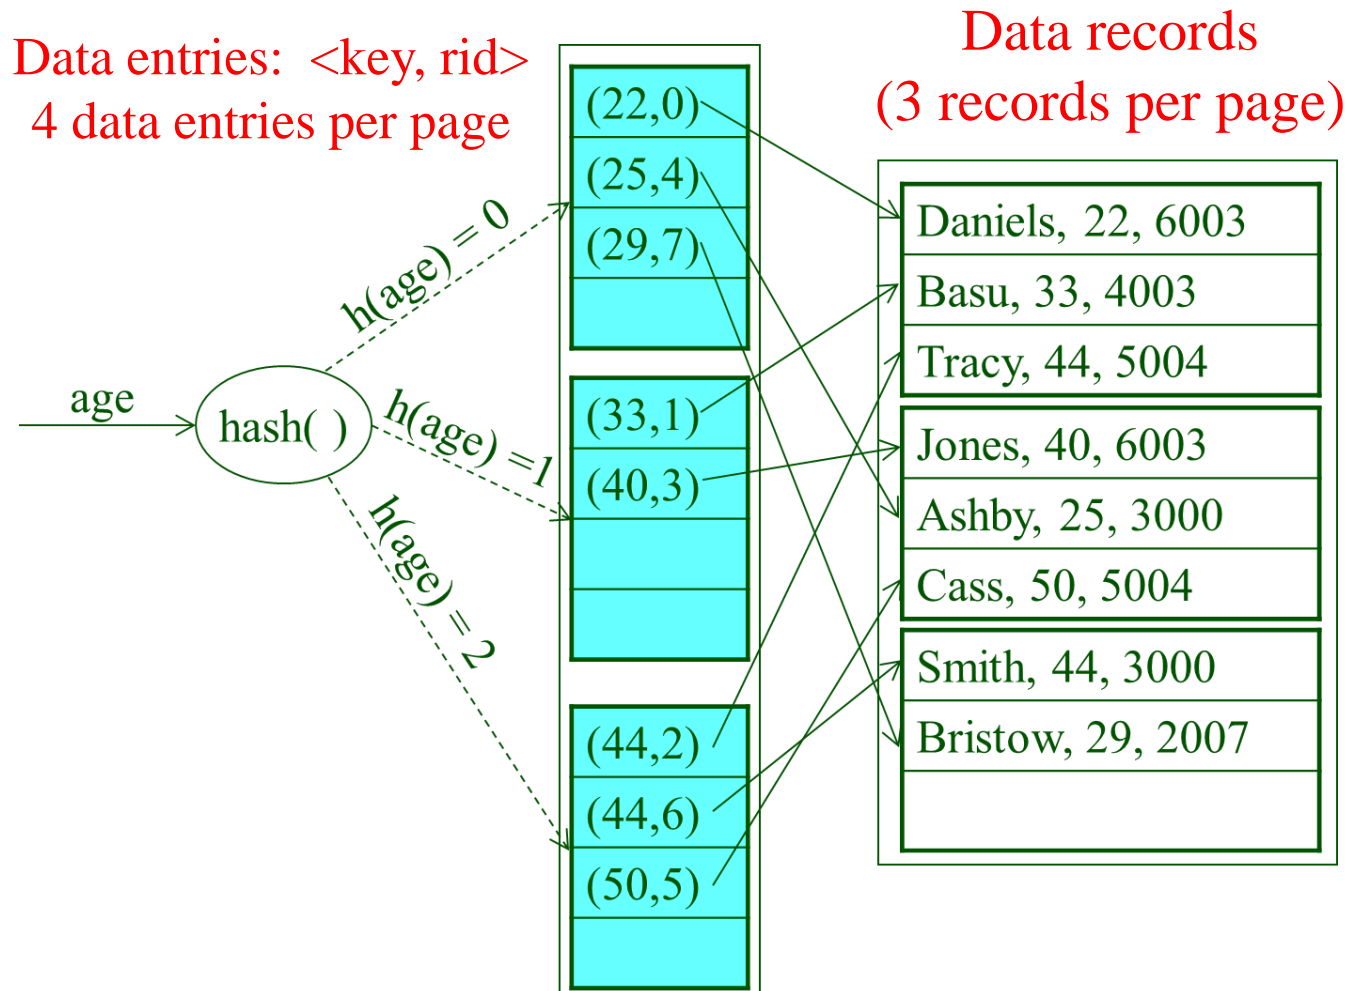 Data entries: <key, rid>
4 data entries per page
Data records
(3 records per page)
age
hash( )
h(age) = 0
h(age) =1
h(age) = 2
(22,0)
(25,4)
(29,7)
(33,1)
(40,3)
(44,2)
(44,6)
(50,5)
Daniels, 22, 6003
Basu, 33, 4003
Tracy, 44, 5004
Jones, 40, 6003
Ashby, 25, 3000
Cass, 50, 5004
Smith, 44, 3000
Bristow, 29, 2007